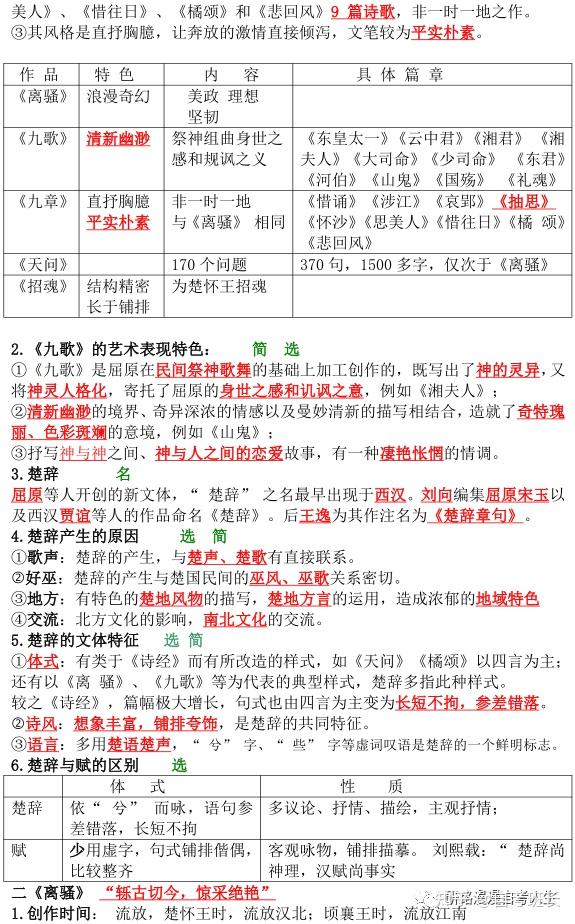 美人》、《惜往日》、《橘颂》和《悲回风》9 篇诗歌，非一时一地之作。
③其风格是直抒胸臆，让奔放的激情直接倾泻，文笔较为平实朴素。
作 品 特 色 内 容 具 体 篇 章
《离骚》 浪漫奇幻 美政 理想
坚韧
《九歌》 清新幽渺 祭神组曲身世之 《东皇太一》《云中君》《湘君》 《湘
感和规讽之义 夫人》《大司命》《少司命》 《东君》
《河伯》《山鬼》《国殇》 《礼魂》
《九章》 直抒胸臆 非一时一地 《惜诵》《涉江》《哀郢》《抽思》
平实朴素 与《离骚》 相同 《怀沙》《思美人》《惜往日》《橘 颂》
《悲回风》
《天问》 170 个问题 370 句，1500 多字，仅次于《离骚》
《招魂》 结构精密 为楚怀王招魂
长于铺排
2.《九歌》的艺术表现特色： 简 选
①《九歌》是屈原在民间祭神歌舞的基础上加工创作的，既写出了神的灵异，又
将神灵人格化，寄托了屈原的身世之感和讥讽之意，例如《湘夫人》；
②清新幽渺的境界、奇异深浓的情感以及曼妙清新的描写相结合，造就了奇特瑰
丽、色彩斑斓的意境，例如《山鬼》；
③抒写神与神之间、神与人之间的恋爱故事，有一种凄艳怅惘的情调。
3.楚辞 名
屈原等人开创的新文体，“ 楚辞” 之名最早出现于西汉。刘向编集屈原宋玉以
及西汉贾谊等人的作品命名《楚辞》。后王逸为其作注名为《楚辞章句》。
4.楚辞产生的原因 选 简
①歌声：楚辞的产生，与楚声、楚歌有直接联系。
②好巫：楚辞的产生与楚国民间的巫风、巫歌关系密切。
③地方：有特色的楚地风物的描写，楚地方言的运用，造成浓郁的地域特色
④交流：北方文化的影响，南北文化的交流。
5.楚辞的文体特征 选 简
①体式：有类于《诗经》而有所改造的样式，如《天问》《橘颂》以四言为主；
还有以《离 骚》、《九歌》等为代表的典型样式，楚辞多指此种样式。
较之《诗经》，篇幅极大增长，句式也由四言为主变为长短不拘，参差错落。
②诗风：想象丰富，铺排夸饰，是楚辞的共同特征。
③语言：多用楚语楚声，“ 兮” 字、“ 些” 字等虚词叹语是楚辞的一个鲜明标志。
6.楚辞与赋的区别 选
体 式 性 质
楚辞 依“ 兮” 而咏，语句参 多议论、抒情、描绘，主观抒情；
差错落，长短不拘
赋 少用虚字，句式铺排偕偶， 客观咏物，铺排描摹。 刘熙载：“ 楚辞尚
比较整齐 神理，汉赋尚事实
二《离骚》 “轹古切今，惊采绝艳”
1.创作时间： 流放，楚怀王时，流放汉北；顷襄王时，流放江南